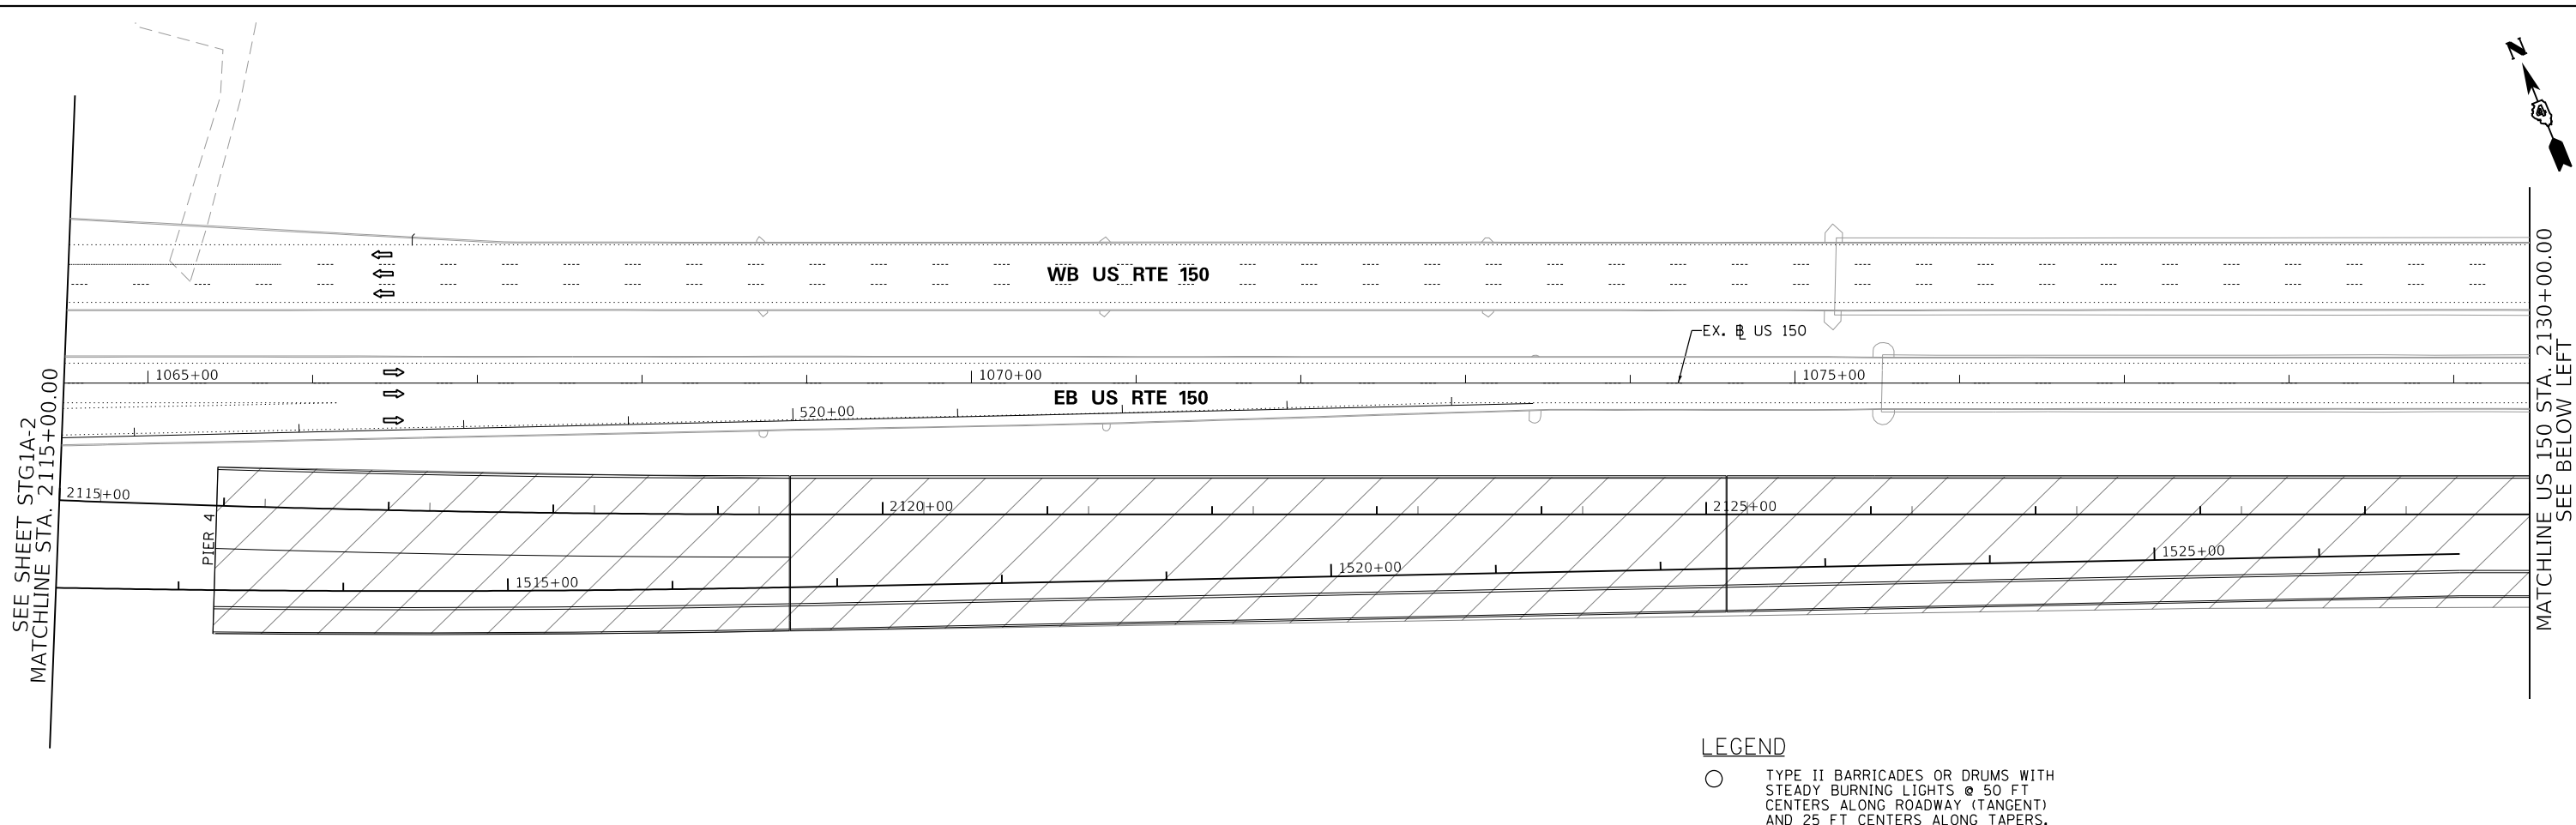 N
SEE SHEET STG1A-2
MATCHLINE STA. 2115+00.00
WB US RTE 150
EX. ℄ US 150
1065+00
1070+00
1075+00
EB US RTE 150
520+00
2115+00
2120+00
2125+00
PIER 4
1515+00
1520+00
1525+00
MATCHLINE US 150 STA. 2130+00.00
SEE BELOW LEFT
LEGEND
TYPE II BARRICADES OR DRUMS WITH
STEADY BURNING LIGHTS @ 50 FT
CENTERS ALONG ROADWAY (TANGENT)
AND 25 FT CENTERS ALONG TAPERS.